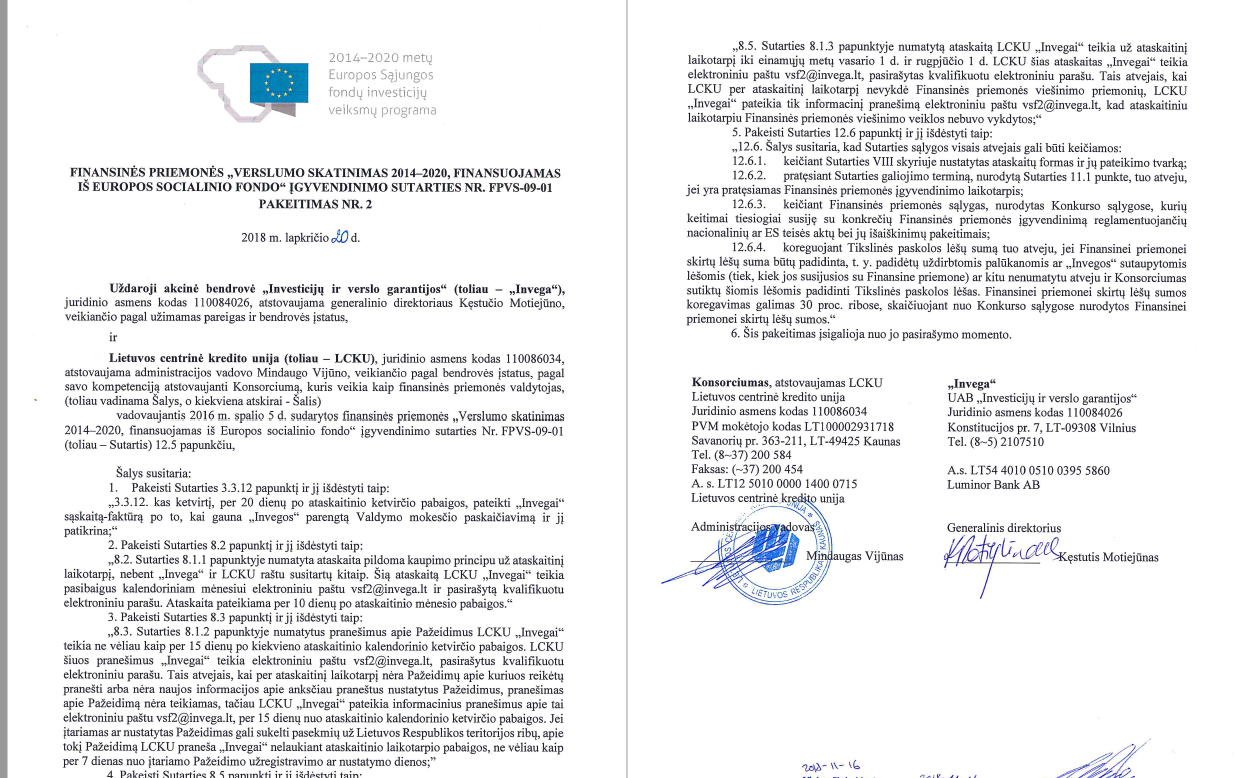 2014–2020 metų
Europos Sąjungos
fondų investicijų
veiksmų programa
FINANSINĖS PRIEMONĖS „VERSLUMO SKATINIMAS 2014–2020, FINANSUOJAMAS
IŠ EUROPOS SOCIALINIO FONDO“ ĮGYVENDINIMO SUTARTIES NR. FPVS-09-01
PAKEITIMAS NR. 2
2018 m. lapkričio 20 d.
Uždaroji akcinė bendrovė „Investicijų ir verslo garantijos“ (toliau – „Invega“),
juridinio asmens kodas 110084026, atstovaujama generalinio direktoriaus Kęstučio Motiejūno,
veikiančio pagal užimamas pareigas ir bendrovės įstatus,
ir
Lietuvos centrinė kredito unija (toliau – LCKU), juridinio asmens kodas 110086034,
atstovaujama administracijos vadovo Mindaugo Vijūno, veikiančio pagal bendrovės įstatus, pagal
savo kompetenciją atstovaujanti Konsorciumą, kuris veikia kaip finansinės priemonės valdytojas,
(toliau vadinama Šalys, o kiekviena atskirai - Šalis)
vadovaujantis 2016 m. spalio 5 d. sudarytos finansinės priemonės „Verslumo skatinimas
2014–2020, finansuojamas iš Europos socialinio fondo“ įgyvendinimo sutarties Nr. FPVS-09-01
(toliau – Sutartis) 12.5 papunkčiu,
Šalys susitaria:
1. Pakeisti Sutarties 3.3.12 papunktį ir jį išdėstyti taip:
„3.3.12. kas ketvirtį, per 20 dienų po ataskaitinio ketvirčio pabaigos, pateikti „Invegai“
sąskaitą-faktūrą po to, kai gauna „Invegos“ parengtą Valdymo mokesčio paskaičiavimą ir jį
patikrina;“
2. Pakeisti Sutarties 8.2 papunktį ir jį išdėstyti taip:
„8.2. Sutarties 8.1.1 papunktyje numatyta ataskaita pildoma kaupimo principu už ataskaitinį
laikotarpį, nebent „Invega“ ir LCKU raštu susitartų kitaip. Šią ataskaitą LCKU „Invegai“ teikia
pasibaigus kalendoriniam mėnesiui elektroniniu paštu vsf2@invega.lt ir pasirašytą kvalifikuotu
elektroniniu parašu. Ataskaita pateikiama per 10 dienų po ataskaitinio mėnesio pabaigos.“
3. Pakeisti Sutarties 8.3 papunktį ir jį išdėstyti taip:
„8.3. Sutarties 8.1.2 papunktyje numatytus pranešimus apie Pažeidimus LCKU „Invegai“
teikia ne vėliau kaip per 15 dienų po kiekvieno ataskaitinio kalendorinio ketvirčio pabaigos. LCKU
šiuos pranešimus „Invegai“ teikia elektroniniu paštu vsf2@invega.lt, pasirašytus kvalifikuotu
elektroniniu parašu. Tais atvejais, kai per ataskaitinį laikotarpį nėra Pažeidimų apie kuriuos reikėtų
pranešti arba nėra naujos informacijos apie anksčiau praneštus nustatytus Pažeidimus, pranešimas
apie Pažeidimą nėra teikiamas, tačiau LCKU „Invegai“ pateikia informacinius pranešimus apie tai
elektroniniu paštu vsf2@invega.lt, per 15 dienų nuo ataskaitinio kalendorinio ketvirčio pabaigos. Jei
įtariamas ar nustatytas Pažeidimas gali sukelti pasekmių už Lietuvos Respublikos teritorijos ribų, apie
tokį Pažeidimą LCKU praneša „Invegai“ nelaukiant ataskaitinio laikotarpio pabaigos, ne vėliau kaip
per 7 dienas nuo įtariamo Pažeidimo užregistravimo ar nustatymo dienos;”
4. Pakeisti Sutarties 8.5 papunktį ir jį išdėstyti taip:
„8.5. Sutarties 8.1.3 papunktyje numatytą ataskaitą LCKU „Invegai“ teikia už ataskaitinį
laikotarpį iki einamųjų metų vasario 1 d. ir rugpjūčio 1 d. LCKU šias ataskaitas „Invegai“ teikia
elektroniniu paštu vsf2@invega.lt, pasirašytas kvalifikuotu elektroniniu parašu. Tais atvejais, kai
LCKU per ataskaitinį laikotarpį nevykdė Finansinės priemonės viešinimo priemonių, LCKU
„Invegai“ pateikia tik informacinį pranešimą elektroniniu paštu vsf2@invega.lt, kad ataskaitiniu
laikotarpiu Finansinės priemonės viešinimo veiklos nebuvo vykdytos;“
5. Pakeisti Sutarties 12.6 papunktį ir jį išdėstyti taip:
„12.6. Šalys susitaria, kad Sutarties sąlygos visais atvejais gali būti keičiamos:
12.6.1. keičiant Sutarties VIII skyriuje nustatytas ataskaitų formas ir jų pateikimo tvarką;
12.6.2. pratęsiant Sutarties galiojimo terminą, nurodytą Sutarties 11.1 punkte, tuo atveju,
jei yra pratęsiamas Finansinės priemonės įgyvendinimo laikotarpis;
12.6.3. keičiant Finansinės priemonės sąlygas, nurodytas Konkurso sąlygose, kurių
keitimai tiesiogiai susiję su konkrečių Finansinės priemonės įgyvendinimą reglamentuojančių
nacionalinių ar ES teisės aktų bei jų išaiškinimų pakeitimais;
12.6.4. koreguojant Tikslinės paskolos lėšų sumą tuo atveju, jei Finansinei priemonei
skirtų lėšų suma būtų padidinta, t. y. padidėtų uždirbtomis palūkanomis ar „Invegos“ sutaupytomis
lėšomis (tiek, kiek jos susijusios su Finansine priemone) ar kitu nenumatytu atveju ir Konsorciumas
sutiktų šiomis lėšomis padidinti Tikslinės paskolos lėšas. Finansinei priemonei skirtų lėšų sumos
koregavimas galimas 30 proc. ribose, skaičiuojant nuo Konkurso sąlygose nurodytos Finansinei
priemonei skirtų lėšų sumos.“
6. Šis pakeitimas įsigalioja nuo jo pasirašymo momento.
Konsorciumas, atstovaujamas LCKU
Lietuvos centrinė kredito unija
Juridinio asmens kodas 110086034
PVM mokėtojo kodas LT100002931718
Savanorių pr. 363-211, LT-49425 Kaunas
Tel. (8~37) 200 584
Faksas: (~37) 200 454
A. s. LT12 5010 0000 1400 0715
Lietuvos centrinė kredito unija
Administracijos vadovas
Mindaugas Vijūnas
„Invega“
UAB „Investicijų ir verslo garantijos“
Juridinio asmens kodas 110084026
Konstitucijos pr. 7, LT-09308 Vilnius
Tel. (8~5) 2107510
A.s. LT54 4010 0510 0395 5860
Luminor Bank AB
Generalinis direktorius
Kęstutis Motiejūnas
LIETUVOS RESPUBLIKA KAUNAS
2018-11-16